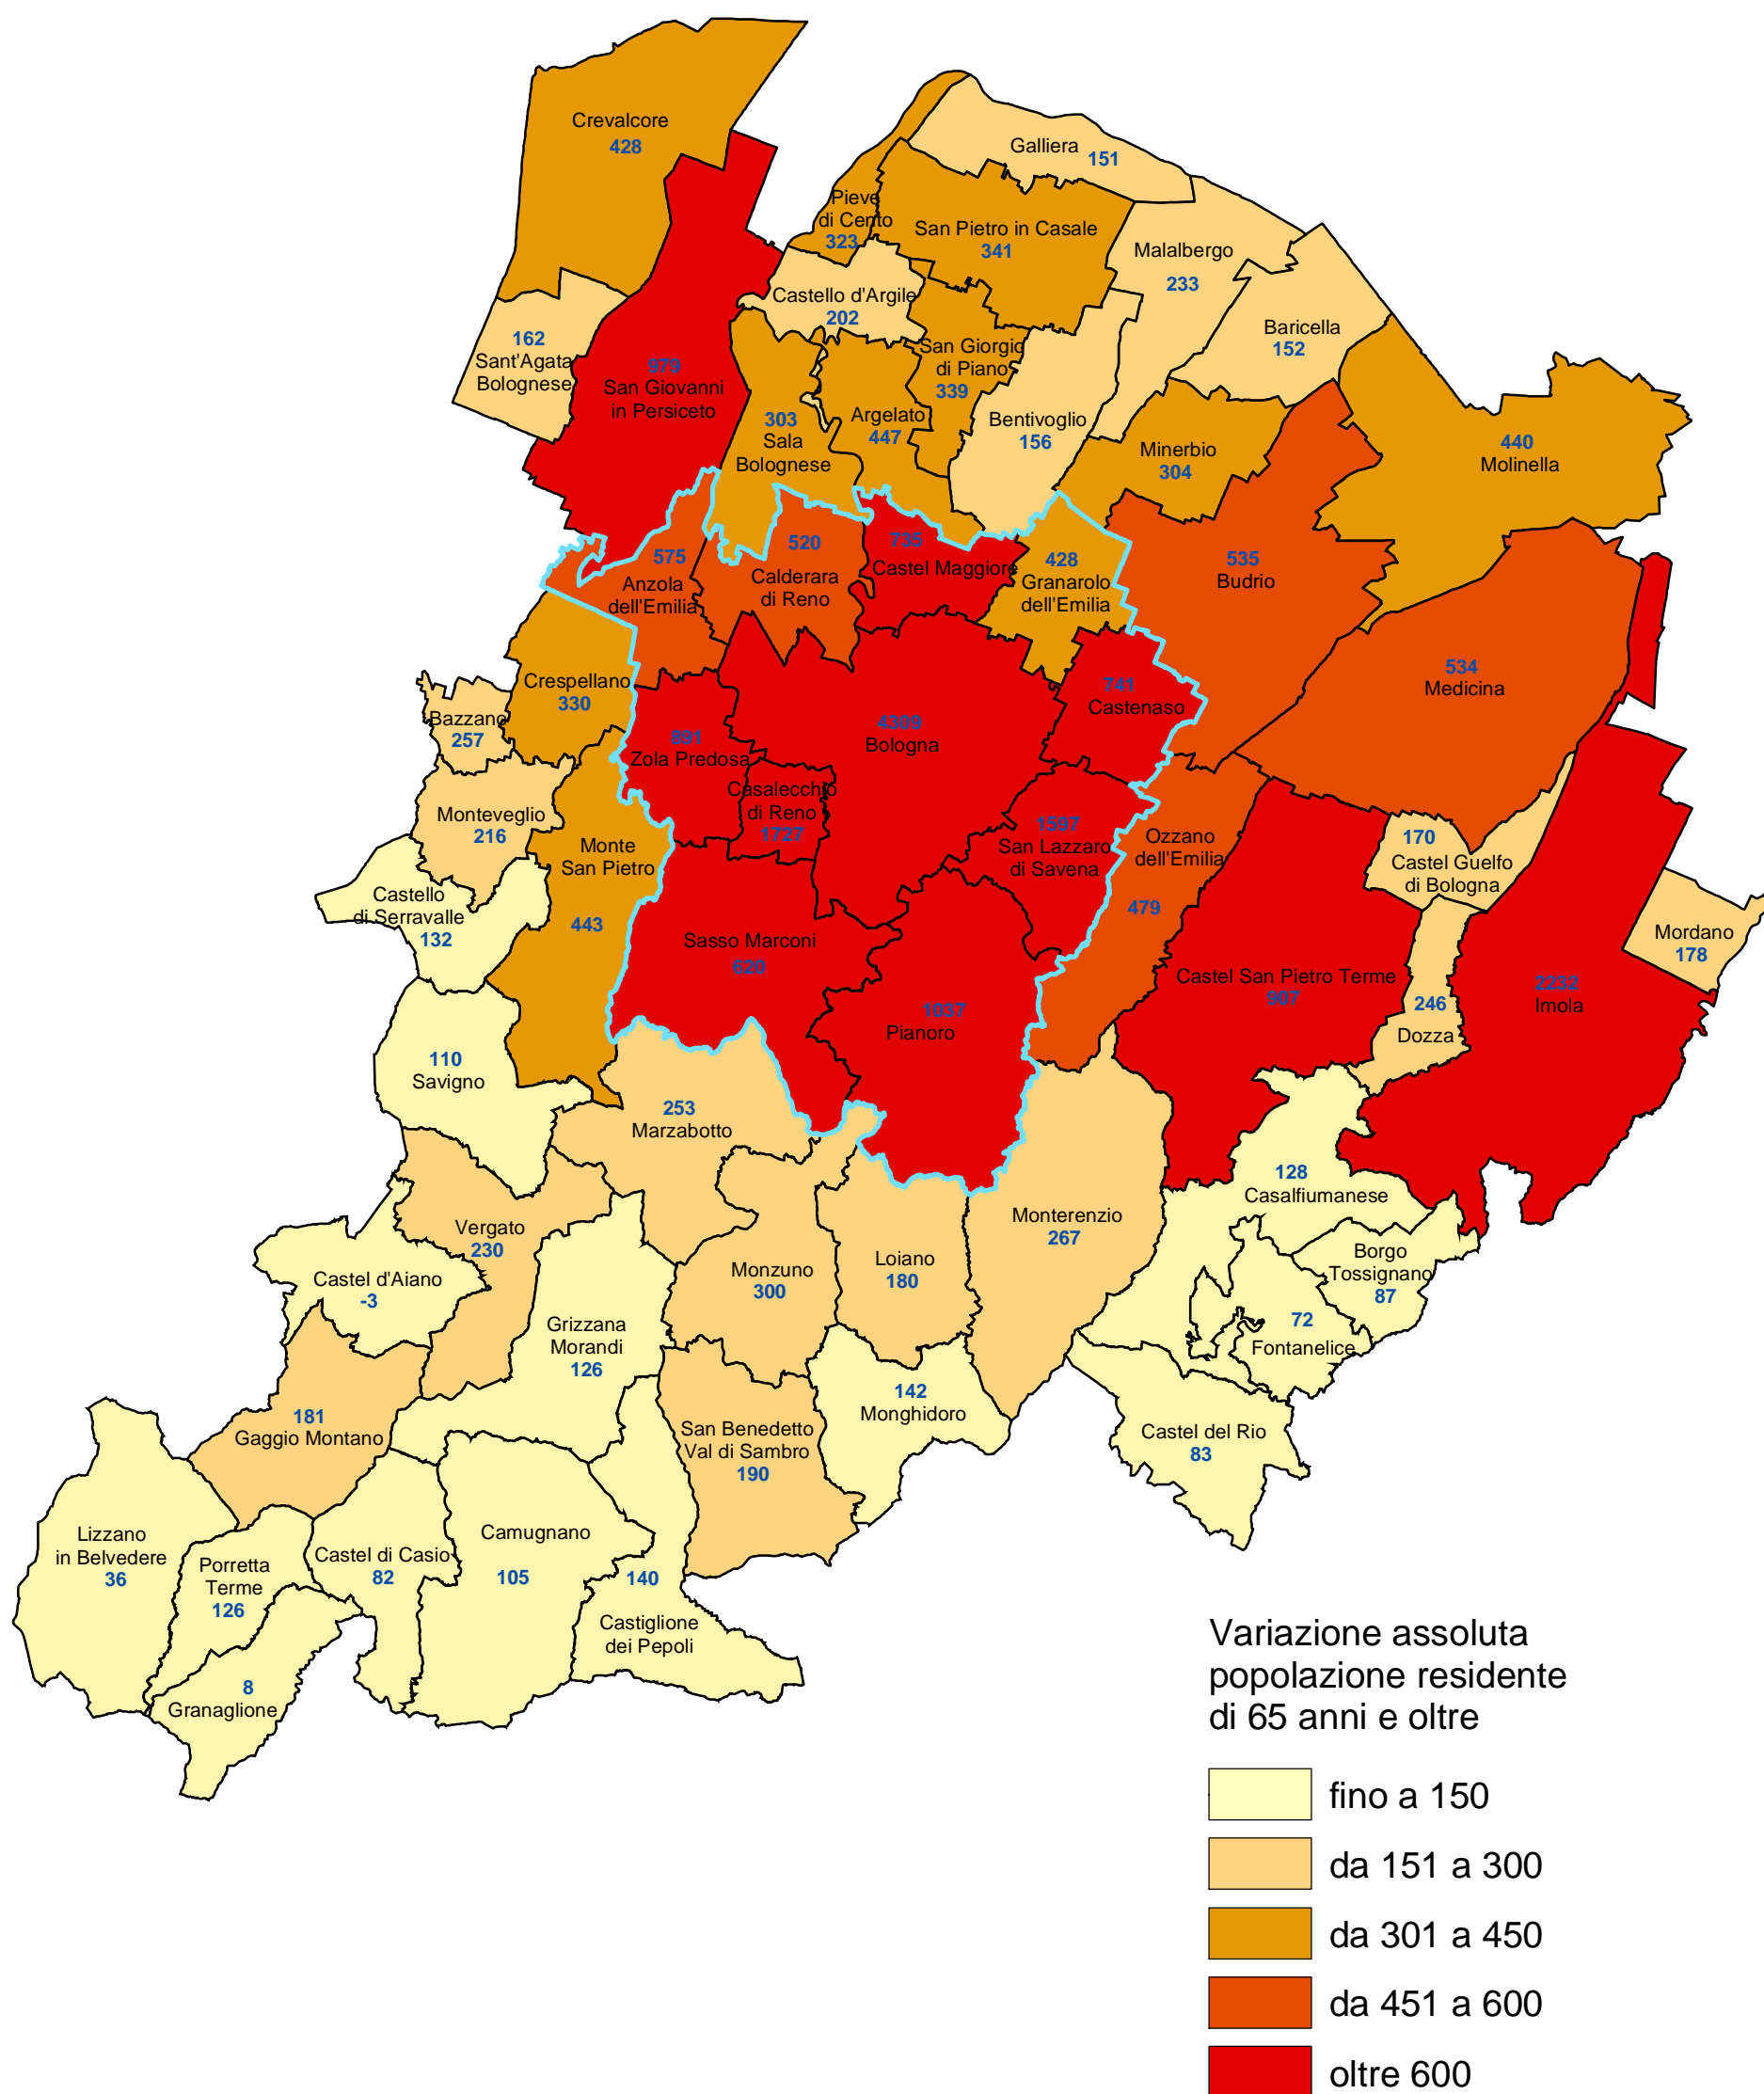 Crevalcore
428
Galliera
151
Pieve
di Cento
323
San Pietro in Casale
341
Malalbergo
233
Castello d'Argile
202
Baricella
152
162
Sant'Agata
Bolognese
979
San Giovanni
in Persiceto
San Giorgio
di Piano
339
303
Sala
Bolognese
Argelato
447
Bentivoglio
156
Minerbio
304
440
Molinella
575
Anzola
dell'Emilia
520
Calderara
di Reno
735
Castel Maggiore
428
Granarolo
dell'Emilia
535
Budrio
534
Medicina
Crespellano
330
Bazzano
257
891
Zola Predosa
4309
Bologna
741
Castenaso
Casalecchio
di Reno
1727
Monteveglio
216
Monte
San Pietro
443
1597
San Lazzaro
di Savena
Ozzano
dell'Emilia
479
170
Castel Guelfo
di Bologna
Castello
di Serravalle
132
Sasso Marconi
620
Mordano
178
Castel San Pietro Terme
907
246
Dozza
2232
Imola
1037
Pianoro
110
Savigno
253
Marzabotto
128
Casalfiumanese
Vergato
230
Monterenzio
267
Castel d'Aiano
-3
Monzuno
300
Loiano
180
Borgo
Tossignano
87
72
Fontanelice
Grizzana
Morandi
126
142
Monghidoro
181
Gaggio Montano
San Benedetto
Val di Sambro
190
Castel del Rio
83
Lizzano
in Belvedere
36
Porretta
Terme
126
Castel di Casio
82
Camugnano
105
140
Castiglione
dei Pepoli
8
Granaglione
Variazione assoluta
popolazione residente
di 65 anni e oltre
fino a 150
da 151 a 300
da 301 a 450
da 451 a 600
oltre 600